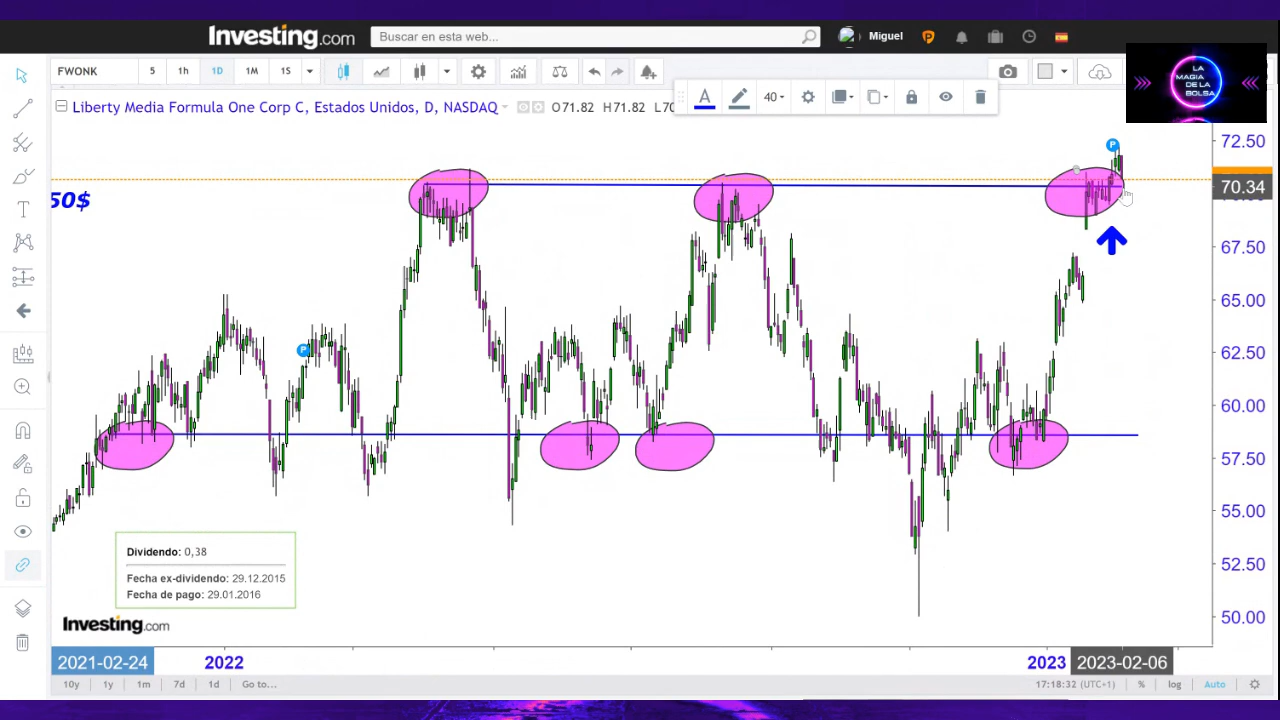 Investing.com
Buscar en esta web...
Miguel
P
FWONK
5
1h
1D
1M
1S
40
LA
MAGIA
DE LA
BOLSA
Liberty Media Formula One Corp C, Estados Unidos, D, NASDAQ
O71.82 H71.82
72.50
70.34
50$
67.50
65.00
62.50
60.00
57.50
55.00
52.50
50.00
P
P
Dividendo: 0,38
Fecha ex-dividendo: 29.12.2015
Fecha de pago: 29.01.2016
Investing.com
2021-02-24
2022
2023
2023-02-06
10y
1y
1m
7d
1d
Go to...
17:18:32 (UTC+1)
%
log
Auto